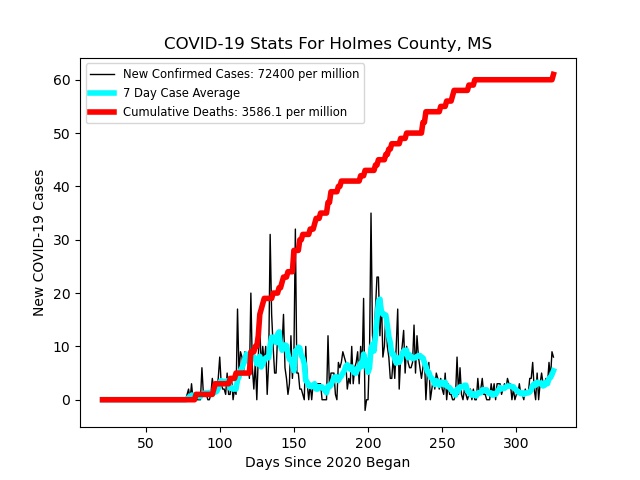 COVID-19 Stats For Holmes County, MS
New Confirmed Cases: 72400 per million
7 Day Case Average
Cumulative Deaths: 3586.1 per million
New COVID-19 Cases
60
50
40
30
20
10
0
50 100 150 200 250 300
Days Since 2020 Began